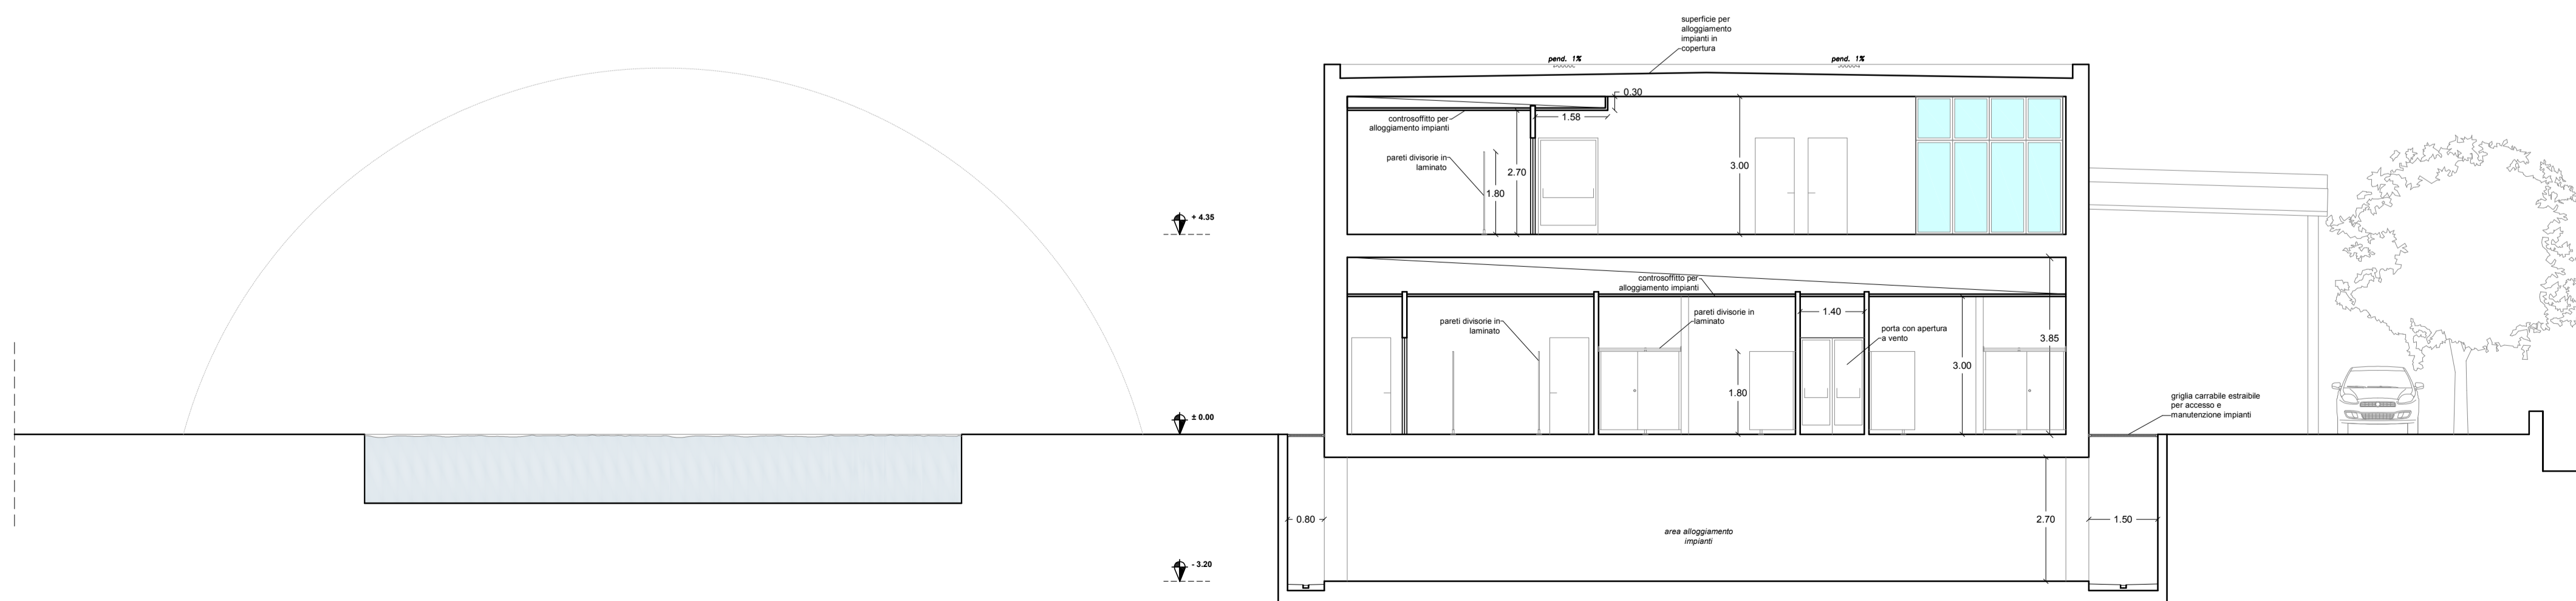 superficie per
alloggiamento
impianti in
copertura
pend. 1%
pend. 1%
0.30
1.58
controsoffitto per
alloggiamento impianti
pareti divisorie in
laminato
1.80
2.70
3.00
+ 4.35
controsoffitto per
alloggiamento impianti
pareti divisorie in
laminato
pareti divisorie in
laminato
1.40
porta con apertura
a vento
3.85
3.00
1.80
griglia carrabile estraibile
per accesso e
manutenzione impianti
± 0.00
0.80
area alloggiamento
impianti
2.70
1.50
- 3.20